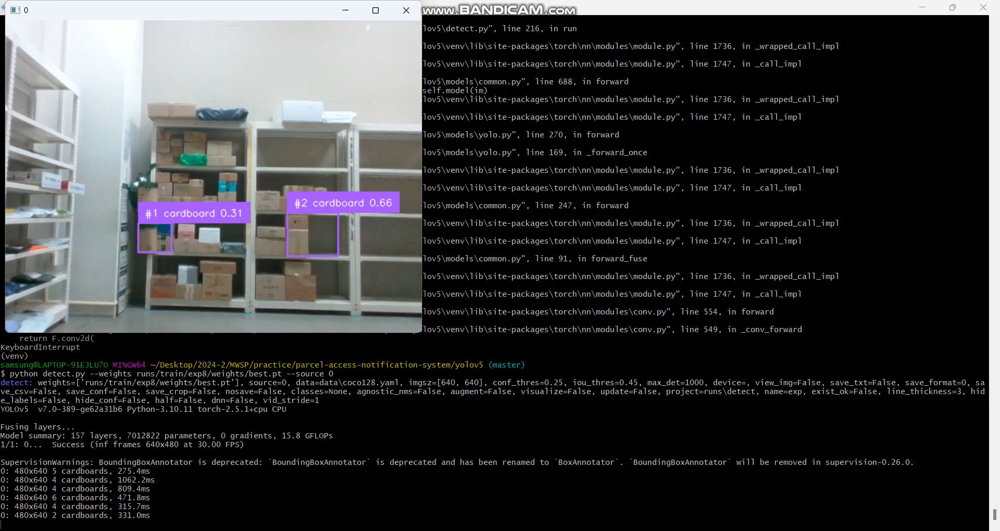 0
www.BANDICAM.com
lov5\detect.py", line 216, in run
lov5\venv\lib\site-packages\torch\nn\modules\module.py", line 1736, in _wrapped_call_impl
lov5\venv\lib\site-packages\torch\nn\modules\module.py", line 1747, in _call_impl
lov5\models\common.py", line 688, in forward
self.model(im)
lov5\venv\lib\site-packages\torch\nn\modules\module.py", line 1736, in _wrapped_call_impl
lov5\venv\lib\site-packages\torch\nn\modules\module.py", line 1747, in _call_impl
lov5\models\yolo.py", line 270, in forward
lov5\models\yolo.py", line 169, in _forward_once
lov5\venv\lib\site-packages\torch\nn\modules\module.py", line 1736, in _wrapped_call_impl
lov5\venv\lib\site-packages\torch\nn\modules\module.py", line 1747, in _call_impl
#1 cardboard 0.31
#2 cardboard 0.66
lov5\models\common.py", line 247, in forward
lov5\venv\lib\site-packages\torch\nn\modules\module.py", line 1736, in _wrapped_call_impl
lov5\venv\lib\site-packages\torch\nn\modules\module.py", line 1747, in _call_impl
lov5\models\common.py", line 91, in forward_fuse
lov5\venv\lib\site-packages\torch\nn\modules\module.py", line 1736, in _wrapped_call_impl
lov5\venv\lib\site-packages\torch\nn\modules\module.py", line 1747, in _call_impl
lov5\venv\lib\site-packages\torch\nn\modules\conv.py", line 554, in forward
lov5\venv\lib\site-packages\torch\nn\modules\conv.py", line 549, in _conv_forward
return F.conv2d(
KeyboardInterrupt
(venv)
samsung@LAPTOP-91EJLU7O MINGW64 ~/Desktop/2024-2/MWSP/practice/parcel-access-notification-system/yolov5 (master)
$ python detect.py --weights runs/train/exp8/weights/best.pt --source 0
detect: weights=['runs/train/exp8/weights/best.pt'], source=0, data=data\coco128.yaml, imgsz=[640, 640], conf_thres=0.25, iou_thres=0.45, max_det=1000, device=, view_img=False, save_txt=False, save_format=0, sa
ve_csv=False, save_conf=False, save_crop=False, nosave=False, classes=None, agnostic_nms=False, augment=False, visualize=False, update=False, project=runs\detect, name=exp, exist_ok=False, line_thickness=3, hid
e_labels=False, hide_conf=False, half=False, dnn=False, vid_stride=1
YOLOv5  v7.0-389-ge62a31b6 Python-3.10.11 torch-2.5.1+cpu CPU
Fusing layers...
Model summary: 157 layers, 7012822 parameters, 0 gradients, 15.8 GFLOPs
1/1: 0...  Success (inf frames 640x480 at 30.00 FPS)
SupervisionWarnings: BoundingBoxAnnotator is deprecated: `BoundingBoxAnnotator` is deprecated and has been renamed to `BoxAnnotator`. `BoundingBoxAnnotator` will be removed in supervision-0.26.0.
0: 480x640 5 cardboards, 275.4ms
0: 480x640 4 cardboards, 1062.2ms
0: 480x640 4 cardboards, 809.4ms
0: 480x640 6 cardboards, 471.8ms
0: 480x640 4 cardboards, 315.7ms
0: 480x640 2 cardboards, 331.0ms